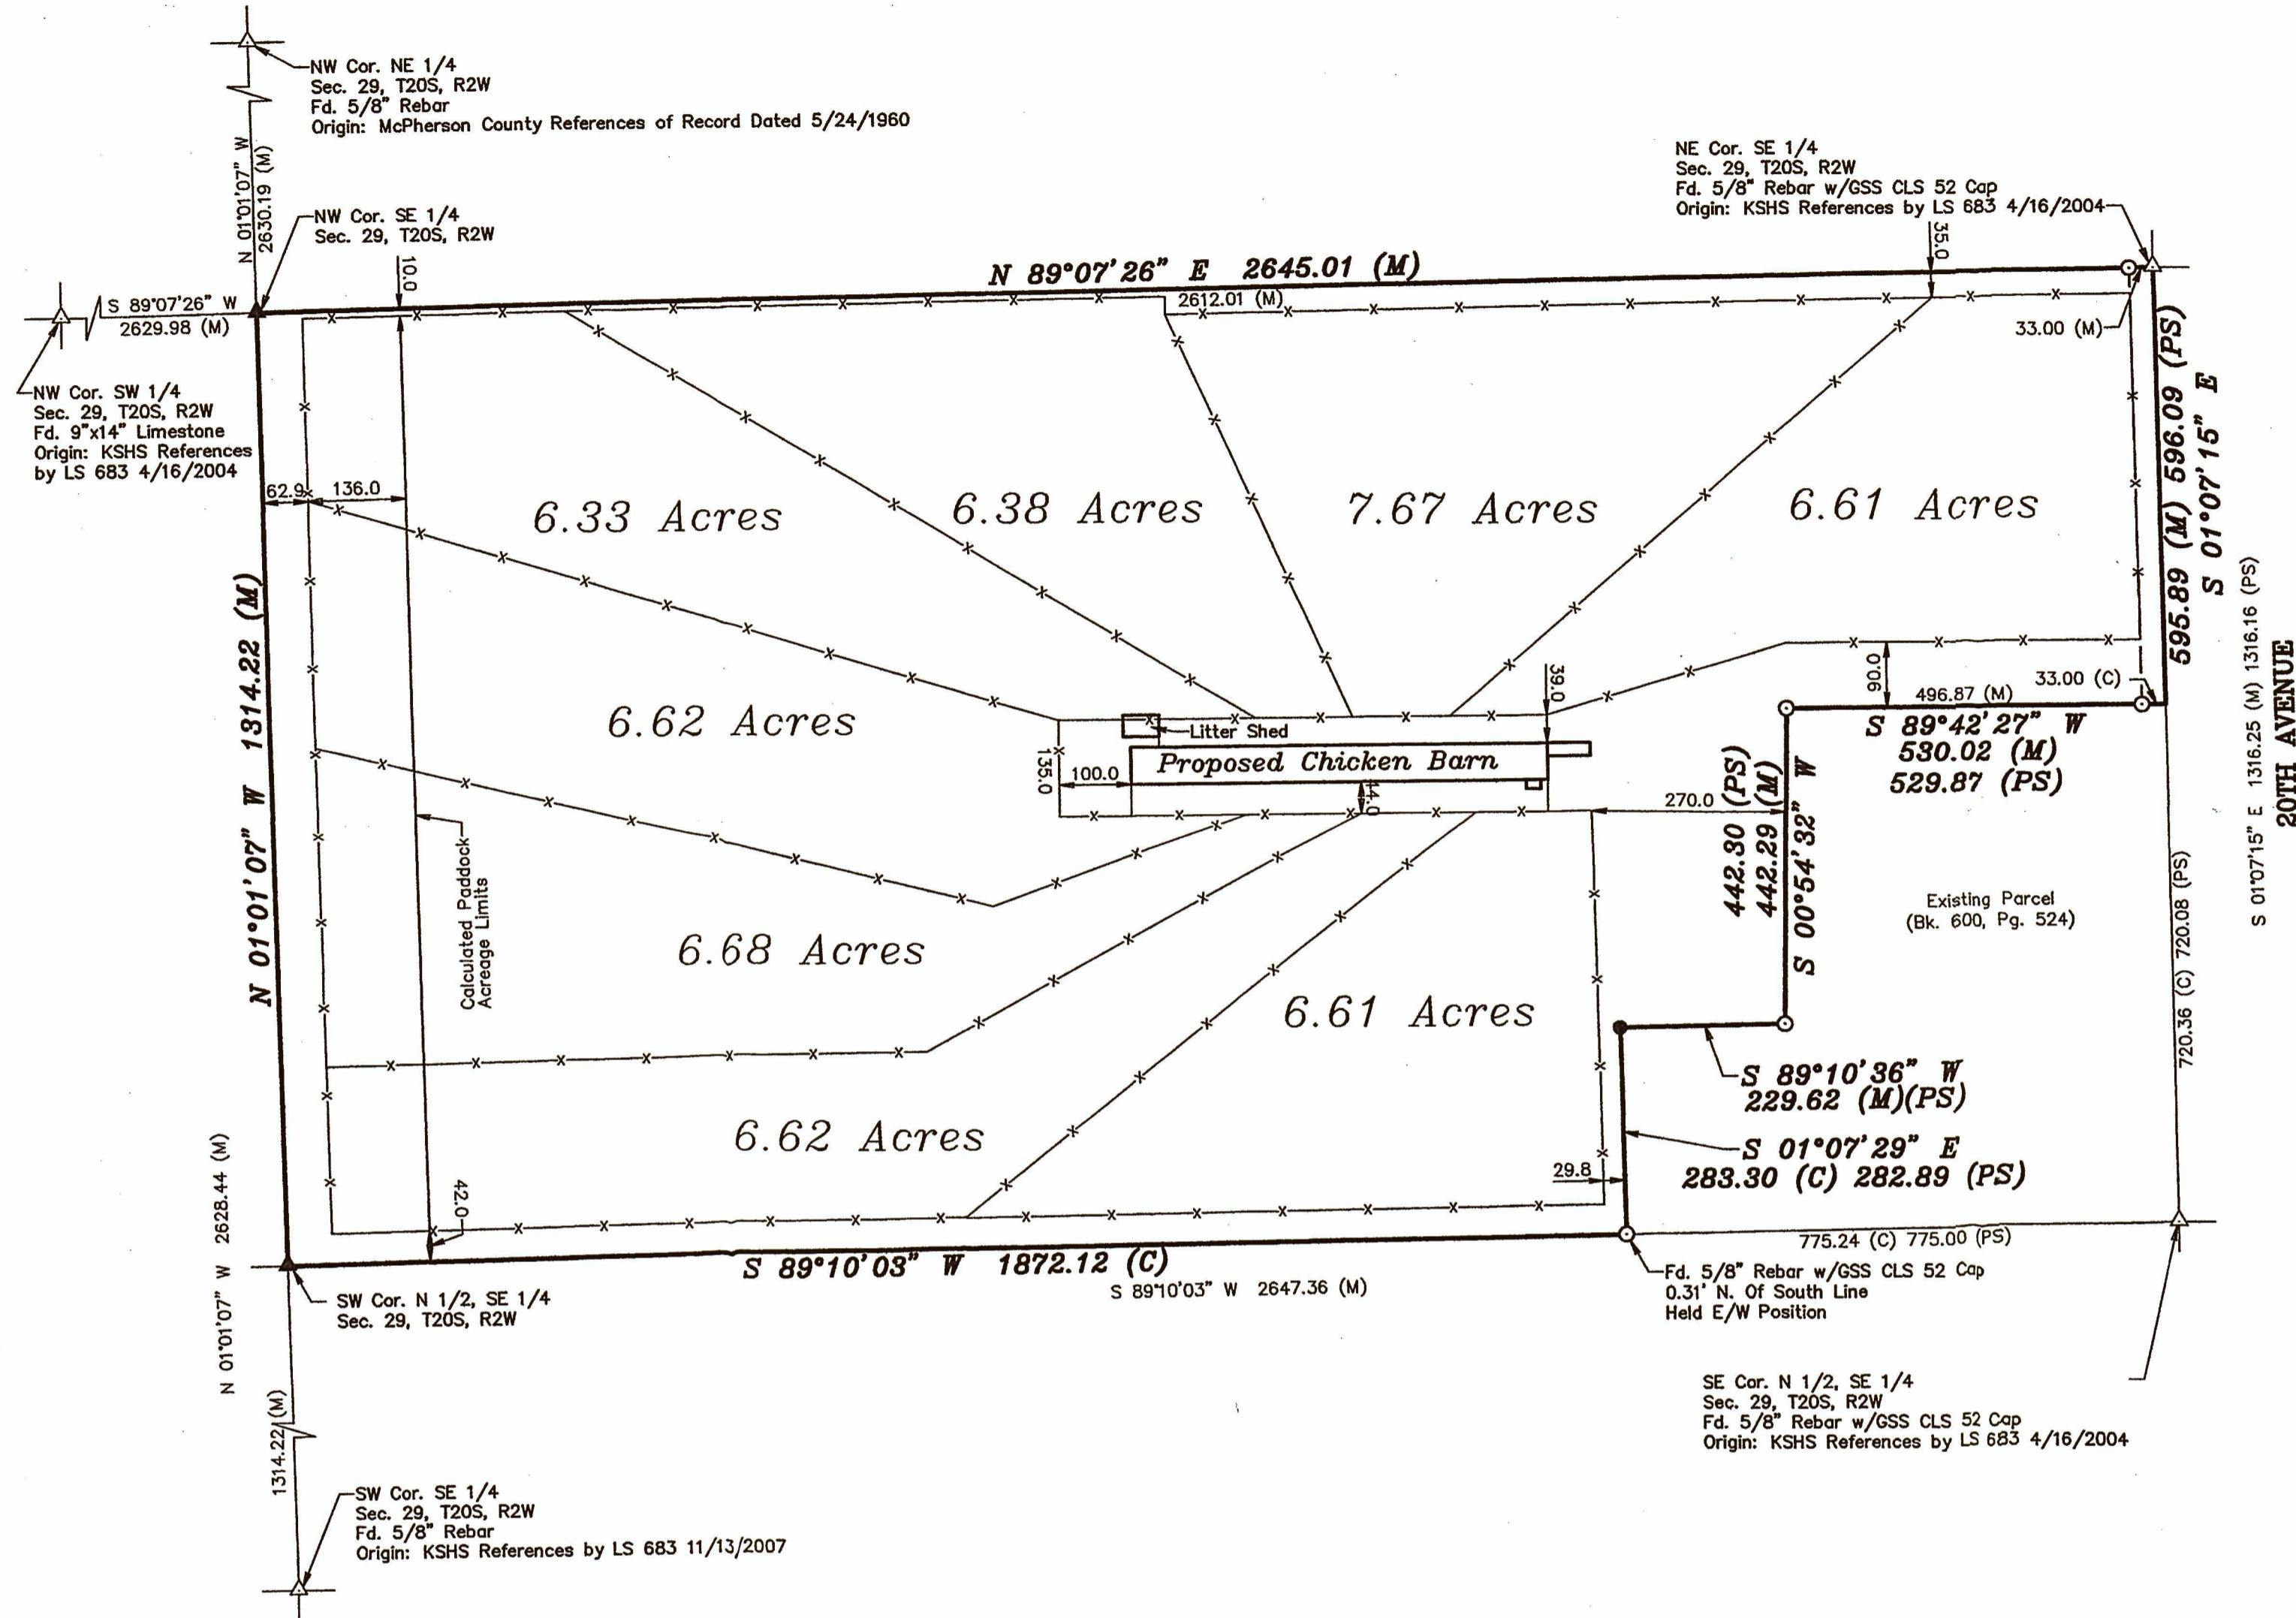 NW Cor. NE 1/4
Sec. 29, T20S, R2W
Fd. 5/8" Rebar
Origin: McPherson County References of Record Dated 5/24/1960
N 01°01'07" W
2630.19 (M)
NW Cor. SE 1/4
Sec. 29, T20S, R2W
S 89°07'26" W
2629.98 (M)
NW Cor. SW 1/4
Sec. 29, T20S, R2W
Fd. 9"x14" Limestone
Origin: KSHS References
by LS 683 4/16/2004
10.0
N 89°07'26" E 2645.01 (M)
2612.01 (M)
NE Cor. SE 1/4
Sec. 29, T20S, R2W
Fd. 5/8" Rebar w/GSS CLS 52 Cap
Origin: KSHS References by LS 683 4/16/2004
35.0
33.00 (M)
595.89 (M) 596.09 (PS)
S 01°07'15" E
62.9
136.0
6.33 Acres
6.38 Acres
7.67 Acres
6.61 Acres
N 01°01'07" W 1314.22 (M)
6.62 Acres
Litter Shed
Proposed Chicken Barn
39.0
135.0
100.0
44.0
270.0
90.0
33.00 (C)
496.87 (M)
S 89°42'27" W
530.02 (M)
529.87 (PS)
442.30 (PS)
442.29 (M)
S 00°54'32" W
S 01°07'15" E 1316.25 (M) 1316.16 (PS)
20TH AVENUE
Existing Parcel
(Bk. 600, Pg. 524)
720.36 (C) 720.08 (PS)
Calculated Paddock
Acreage Limits
6.68 Acres
6.61 Acres
6.62 Acres
S 89°10'36" W
229.62 (M)(PS)
S 01°07'29" E
283.30 (C) 282.89 (PS)
29.8
42.0
S 89°10'03" W 1872.12 (C)
S 89°10'03" W 2647.36 (M)
775.24 (C) 775.00 (PS)
Fd. 5/8" Rebar w/GSS CLS 52 Cap
0.31' N. Of South Line
Held E/W Position
SW Cor. N 1/2, SE 1/4
Sec. 29, T20S, R2W
N 01°01'07" W 2628.44 (M)
1314.22 (M)
SE Cor. N 1/2, SE 1/4
Sec. 29, T20S, R2W
Fd. 5/8" Rebar w/GSS CLS 52 Cap
Origin: KSHS References by LS 683 4/16/2004
SW Cor. SE 1/4
Sec. 29, T20S, R2W
Fd. 5/8" Rebar
Origin: KSHS References by LS 683 11/13/2007